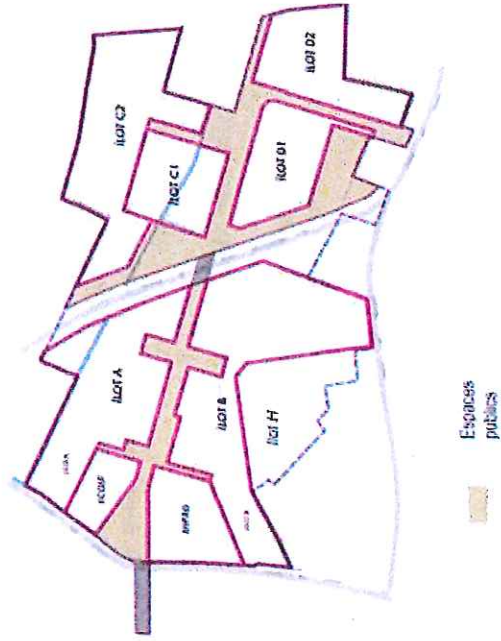 ILOT C2
ILOT C1
ILOT D2
ILOT D1
ILOT A
ILOT B
ILOT H
Espaces
publics